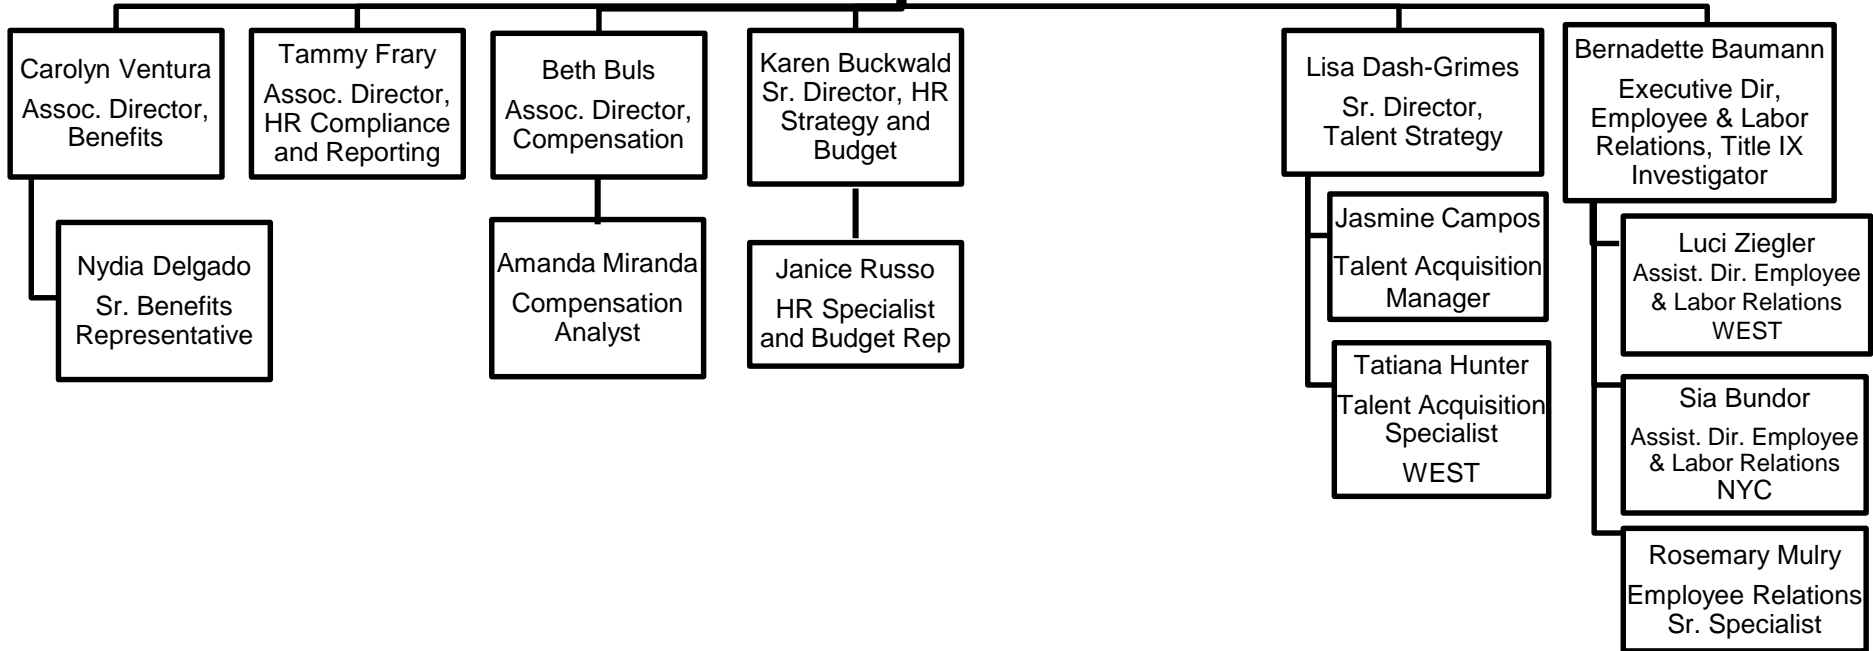 Carolyn Ventura
Assoc. Director,
Benefits
Tammy Frary
Assoc. Director,
HR Compliance
and Reporting
Beth Buls
Assoc. Director,
Compensation
Karen Buckwald
Sr. Director, HR
Strategy and
Budget
Lisa Dash-Grimes
Sr. Director,
Talent Strategy
Bernadette Baumann
Executive Dir,
Employee & Labor
Relations, Title IX
Investigator
Nydia Delgado
Sr. Benefits
Representative
Amanda Miranda
Compensation
Analyst
Janice Russo
HR Specialist
and Budget Rep
Jasmine Campos
Talent Acquisition
Manager
Tatiana Hunter
Talent Acquisition
Specialist
WEST
Luci Ziegler
Assist. Dir. Employee
& Labor Relations
WEST
Sia Bundor
Assist. Dir. Employee
& Labor Relations
NYC
Rosemary Mulry
Employee Relations
Sr. Specialist